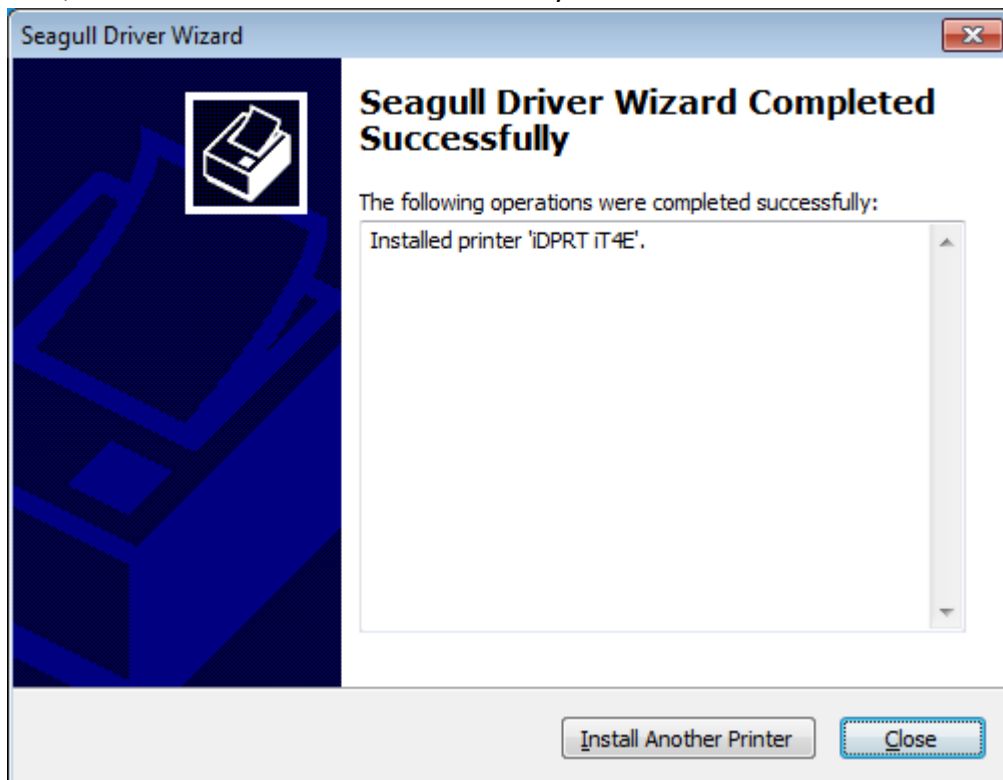 Seagull Driver Wizard
Seagull Driver Wizard Completed
Successfully
The following operations were completed successfully:
Installed printer 'iDPRT iT4E'.
Install Another Printer
Close